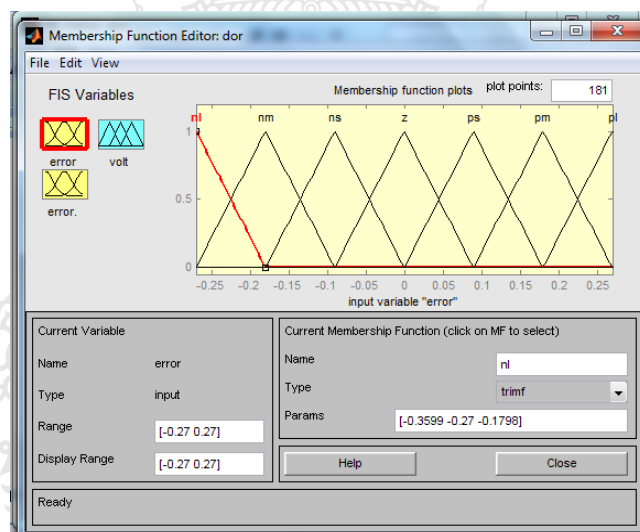 Membership Function Editor: dor
File Edit View
FIS Variables
Membership function plots
plot points:
181
error
volt
error.
nl nm ns z ps pm pl
1
0.5
0
-0.25 -0.2 -0.15 -0.1 -0.05 0 0.05 0.1 0.15 0.2 0.25
input variable "error"
Current Variable
Name error
Type input
Range [-0.27 0.27]
Display Range [-0.27 0.27]
Current Membership Function (click on MF to select)
Name nl
Type trimf
Params [-0.3599 -0.27 -0.1798]
Help Close
Ready